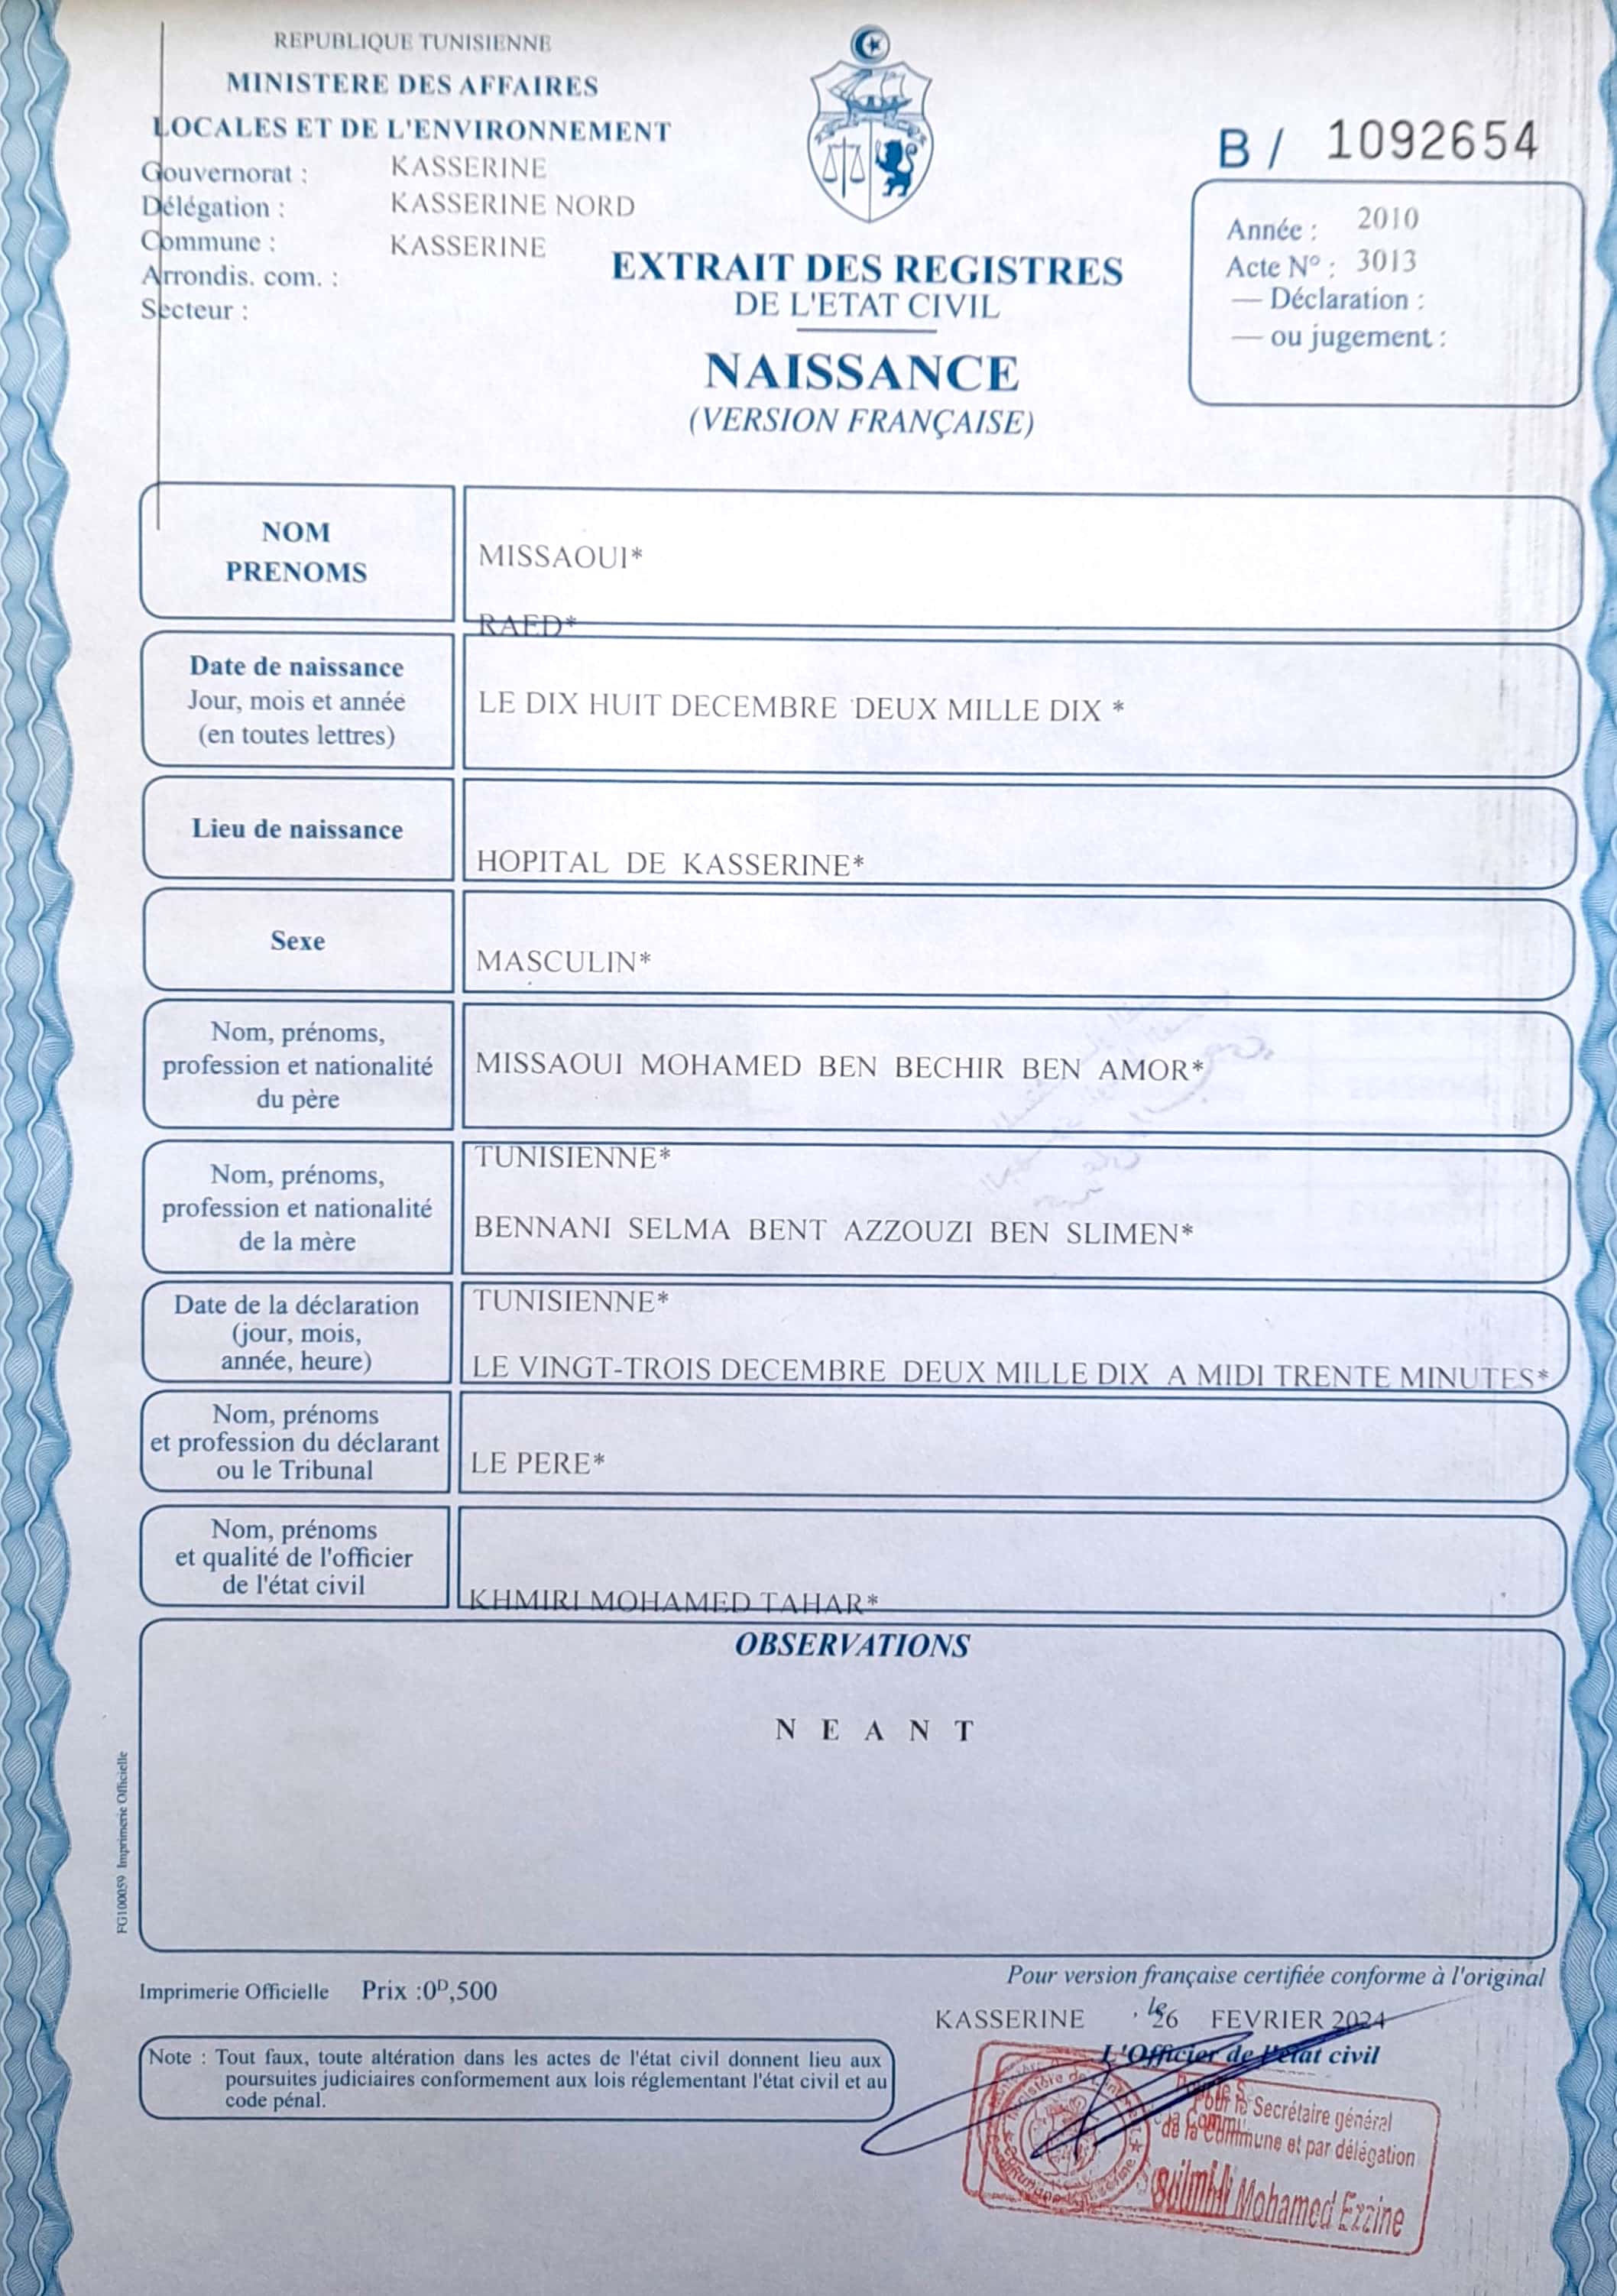 REPUBLIQUE TUNISIENNE
MINISTERE DES AFFAIRES
LOCALES ET DE L'ENVIRONNEMENT
Gouvernorat : KASSERINE
Délégation : KASSERINE NORD
Commune : KASSERINE
Arrondis. com. :
Secteur :
B / 1092654
Année : 2010
Acte N° : 3013
— Déclaration :
— ou jugement :
EXTRAIT DES REGISTRES
DE L'ETAT CIVIL
NAISSANCE
(VERSION FRANÇAISE)
NOM
PRENOMS
MISSAOUI*
RAED*
Date de naissance
Jour, mois et année
(en toutes lettres)
LE DIX HUIT DECEMBRE DEUX MILLE DIX *
Lieu de naissance
HOPITAL DE KASSERINE*
Sexe
MASCULIN*
Nom, prénoms,
profession et nationalité
du père
MISSAOUI MOHAMED BEN BECHIR BEN AMOR*
TUNISIENNE*
Nom, prénoms,
profession et nationalité
de la mère
BENNANI SELMA BENT AZZOUZI BEN SLIMEN*
TUNISIENNE*
Date de la déclaration
(jour, mois,
année, heure)
LE VINGT-TROIS DECEMBRE DEUX MILLE DIX A MIDI TRENTE MINUTES*
Nom, prénoms
et profession du déclarant
ou le Tribunal
LE PERE*
Nom, prénoms
et qualité de l'officier
de l'état civil
KHMIRI MOHAMED TAHAR*
OBSERVATIONS
N E A N T
FG100059 Imprimerie Officielle
Imprimerie Officielle Prix :0D,500
Pour version française certifiée conforme à l'original
KASSERINE , le 26 FEVRIER 2024
L'Officier de l'état civil
Note : Tout faux, toute altération dans les actes de l'état civil donnent lieu aux
poursuites judiciaires conformement aux lois réglementant l'état civil et au
code pénal.
Pour le Secrétaire général
de la Commune et par délégation
Mohamed Ezzine